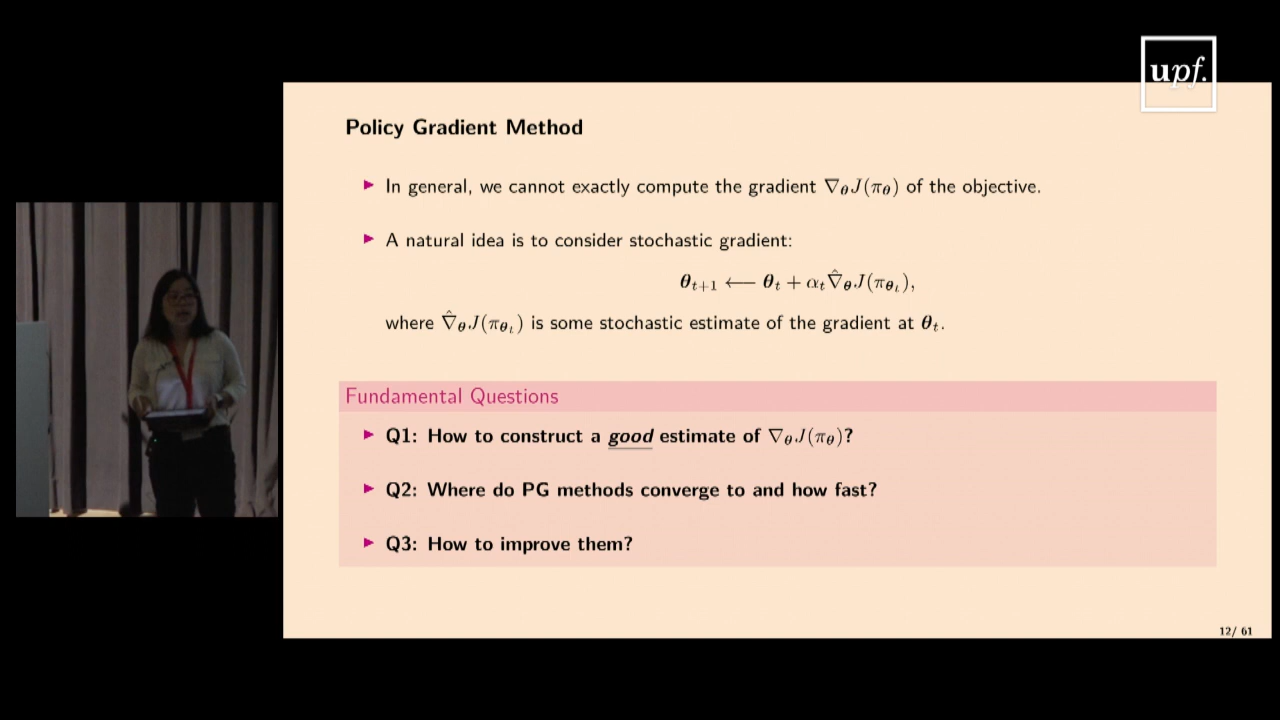 upf.
Policy Gradient Method
▶ In general, we cannot exactly compute the gradient ∇θJ(πθ) of the objective.
▶ A natural idea is to consider stochastic gradient:
θt+1 ⟵ θt + αt∇̂θJ(πθt),
where ∇̂θJ(πθt) is some stochastic estimate of the gradient at θt.
Fundamental Questions
▶ Q1: How to construct a good estimate of ∇θJ(πθ)?
▶ Q2: Where do PG methods converge to and how fast?
▶ Q3: How to improve them?
12/ 61